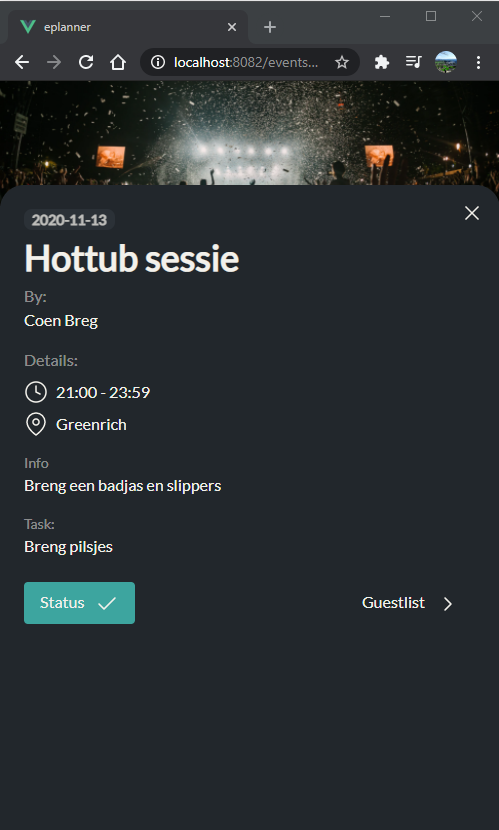 eplanner
localhost:8082/events...
2020-11-13
Hottub sessie
By:
Coen Breg
Details:
21:00 - 23:59
Greenrich
Info
Breng een badjas en slippers
Task:
Breng pilsjes
Status
Guestlist